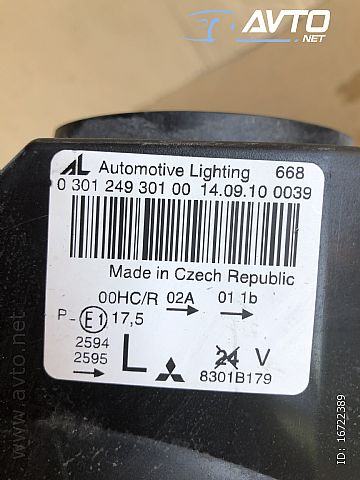 AVTO
.NET
AL Automotive Lighting 668
0 301 249 301 00 14.09.10 0039
Made in Czech Republic
00HC/R 02A 01 1b
P- E1 17,5
2594
2595 L 24 V
8301B179
www.avto.net
ID: 16722389